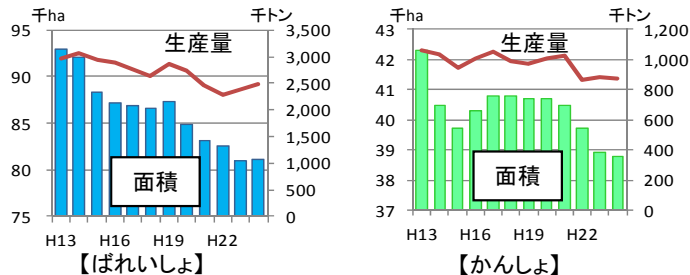 千ha
千トン
95
90
85
80
75
3,500
3,000
2,500
2,000
1,500
1,000
500
0
生産量
面積
H13
H16
H19
H22
【ばれいしょ】
千ha
千トン
43
42
41
40
39
38
37
1,200
1,000
800
600
400
200
0
生産量
面積
H13
H16
H19
H22
【かんしょ】